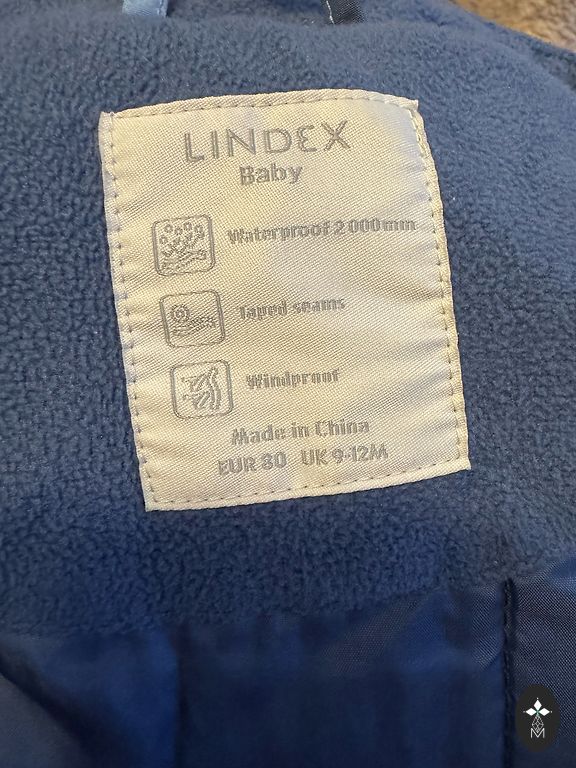 LINDEX
Baby
Waterproof 2 000mm
Taped seams
Windproof
Made in China
EUR 80 UK 9-12M